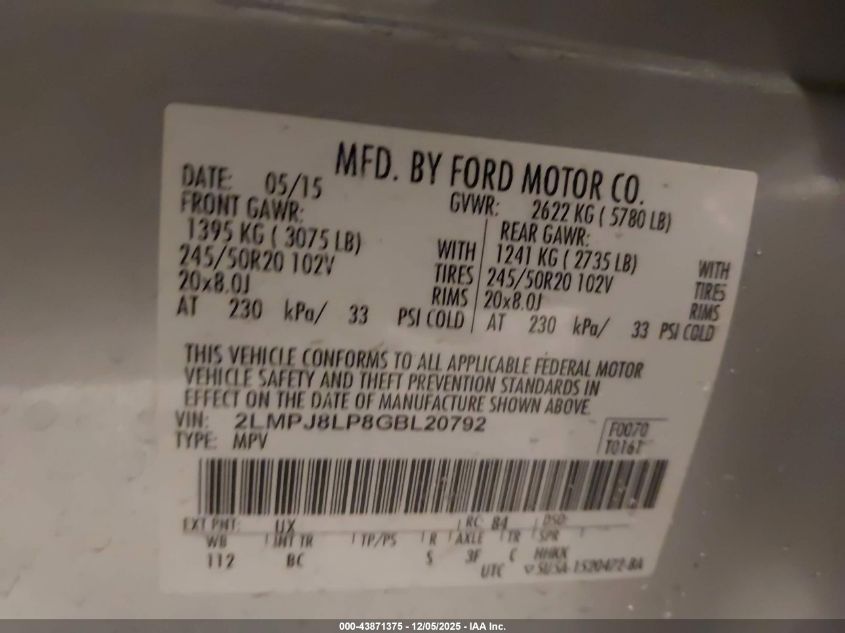 MFD. BY FORD MOTOR CO.
DATE: 05/15 GVWR: 2622 KG ( 5780 LB)
FRONT GAWR: REAR GAWR:
1395 KG ( 3075 LB) WITH 1241 KG ( 2735 LB) WITH
245/50R20 102V TIRES 245/50R20 102V TIRES
20x8.0J RIMS 20x8.0J RIMS
AT 230 kPa/ 33 PSI COLD AT 230 kPa/ 33 PSI COLD
THIS VEHICLE CONFORMS TO ALL APPLICABLE FEDERAL MOTOR
VEHICLE SAFETY AND THEFT PREVENTION STANDARDS IN
EFFECT ON THE DATE OF MANUFACTURE SHOWN ABOVE.
VIN: 2LMPJ8LP8GBL20792 F0070
TYPE: MPV T0161
EXT PNT: UX RC: 84 DSO:
WB INT TR TP/PS R AXLE TR SPR
112 BC S 3F C HHKK
UTC
000-43871375 - 12/05/2025 - IAA Inc.